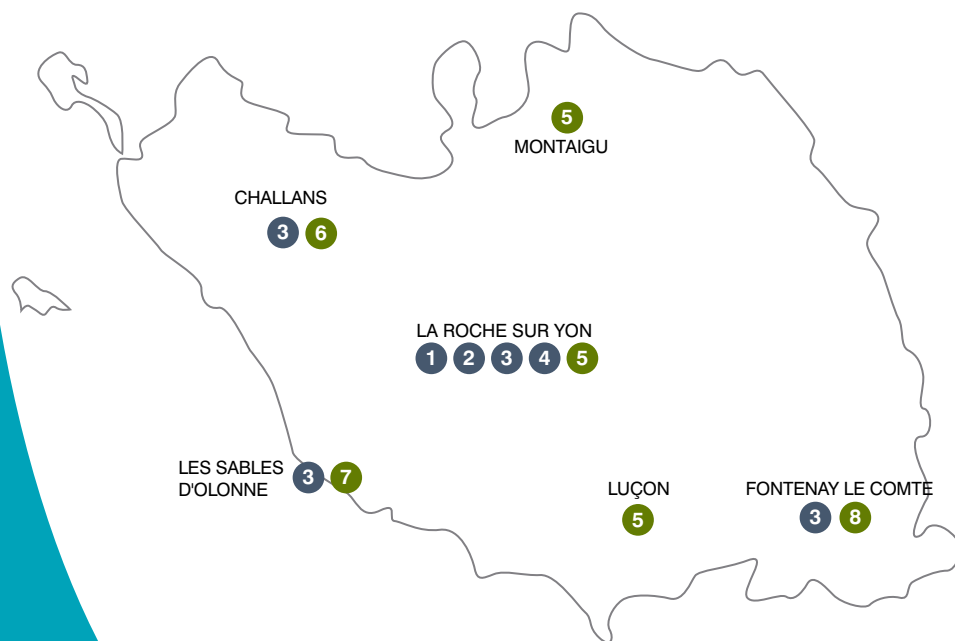 5
MONTAIGU
CHALLANS
3 6
LA ROCHE SUR YON
1 2 3 4 5
LES SABLES
D'OLONNE
3 7
LUÇON
5
FONTENAY LE COMTE
3 8